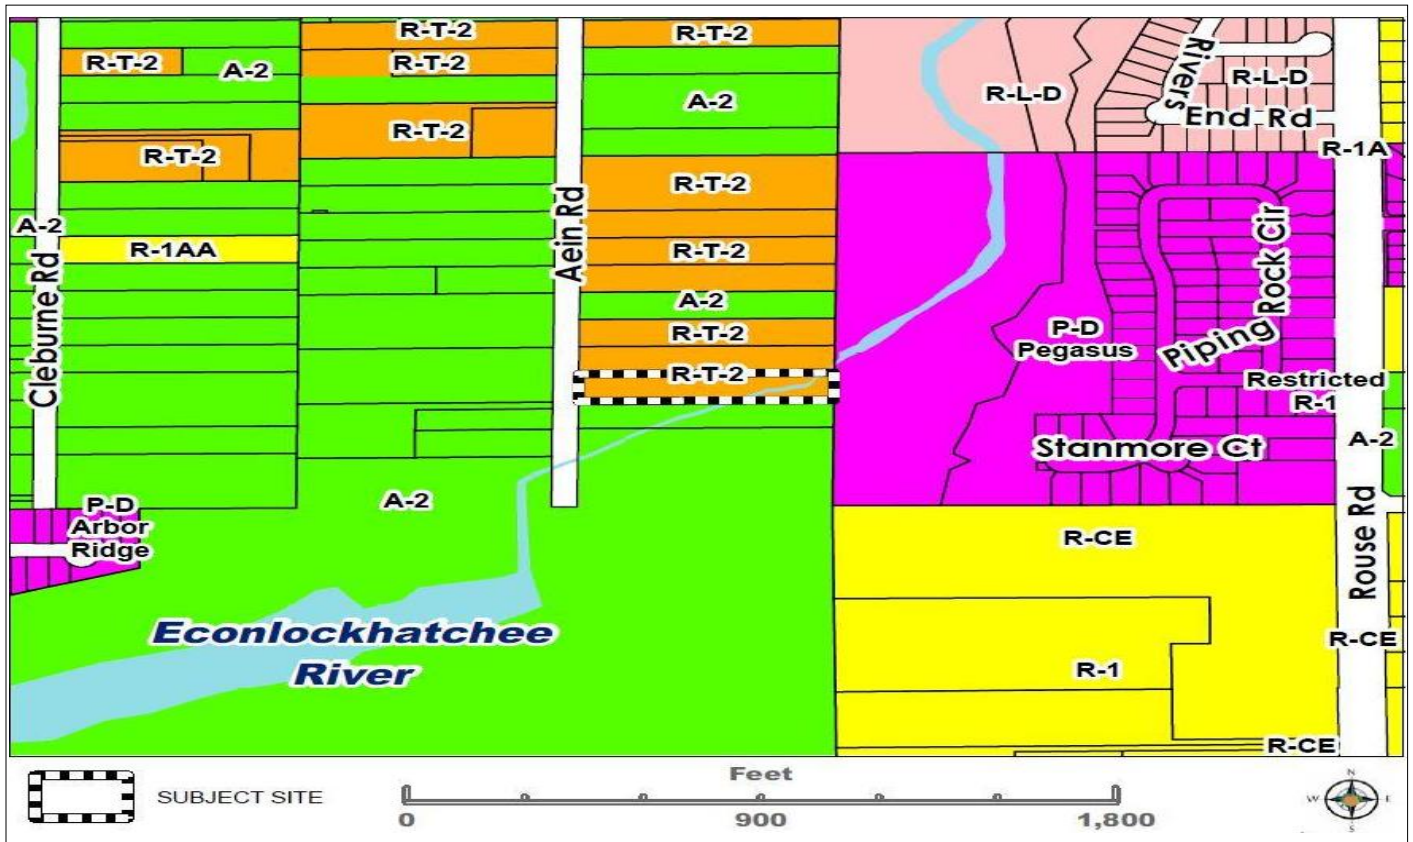 R-T-2
R-T-2
R-T-2
A-2
R-T-2
A-2
R-T-2
R-T-2
R-L-D
Rivers
R-L-D
End Rd
R-1A
R-T-2
A-2
R-1AA
Cleburne Rd
Aein Rd
R-T-2
R-T-2
A-2
R-T-2
R-T-2
P-D
Pegasus
Piping
Rock Cir
Restricted
R-1
Stanmore Ct
A-2
Rouse Rd
P-D
Arbor
Ridge
A-2
R-CE
R-CE
R-1
R-CE
Econlockhatchee
River
SUBJECT SITE
Feet
0
900
1,800
N
W
E
S